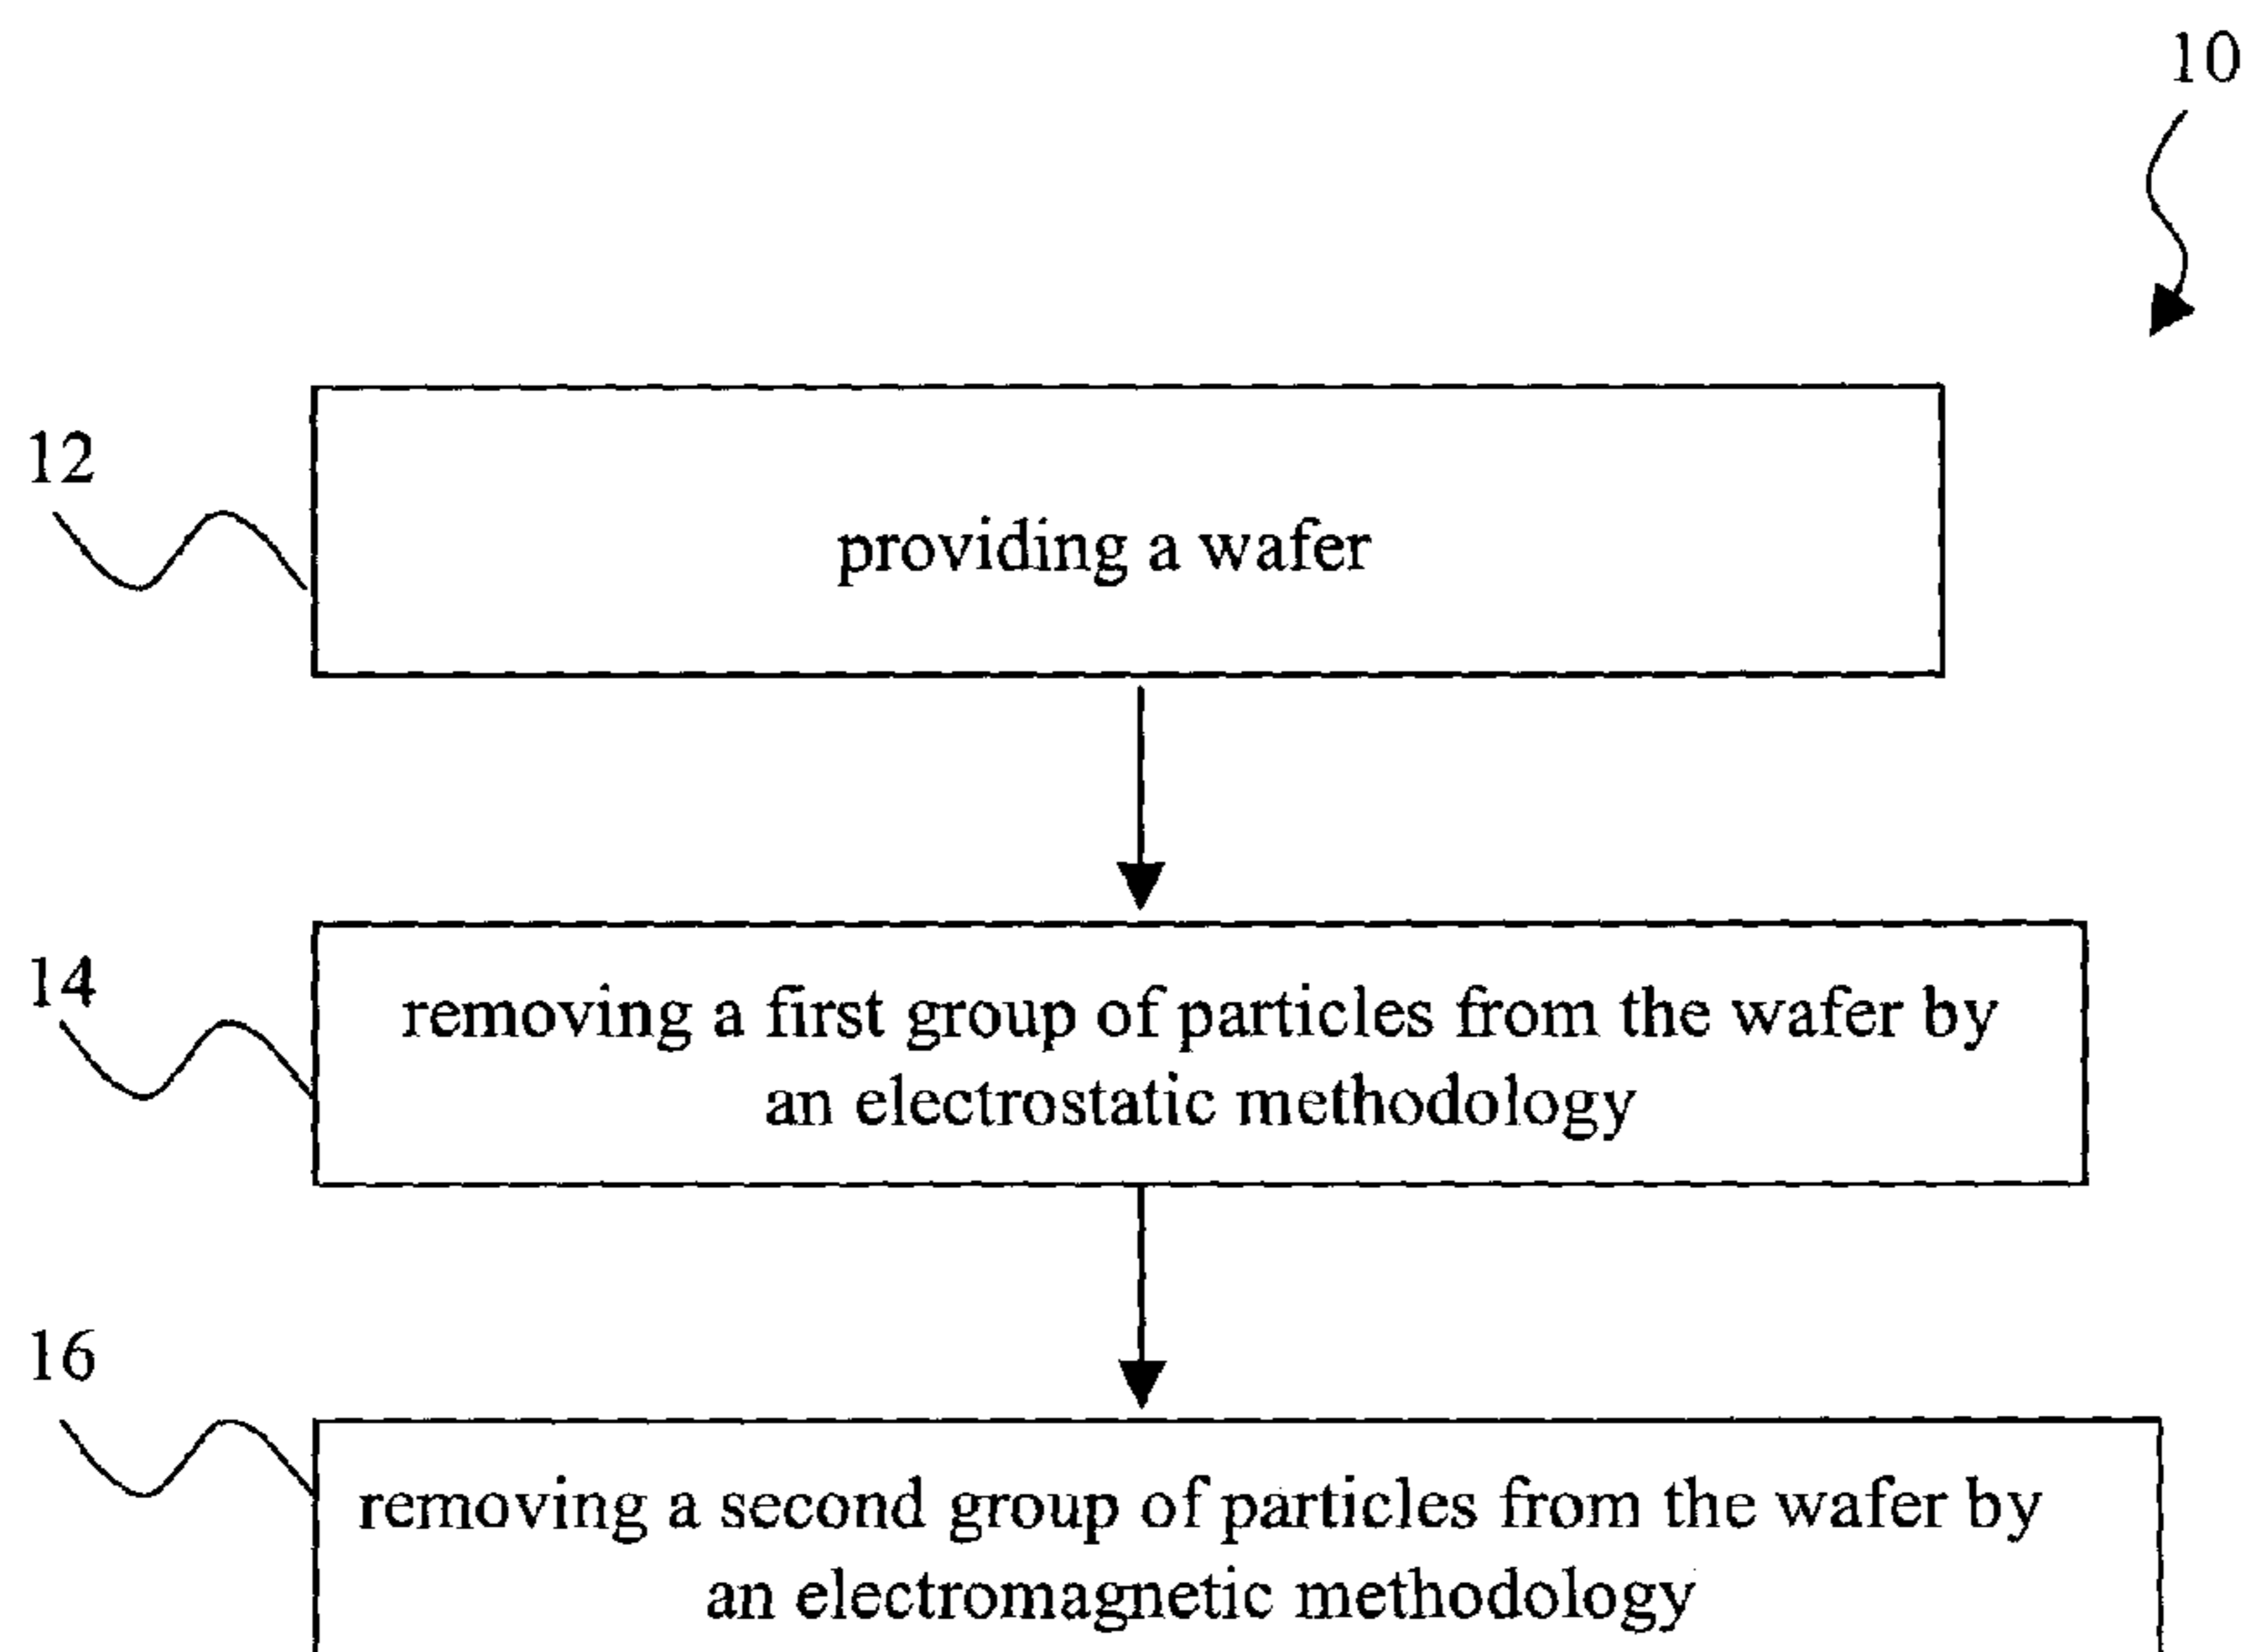 10
12
providing a wafer
14
removing a first group of particles from the wafer by
an electrostatic methodology
16
removing a second group of particles from the wafer by
an electromagnetic methodology